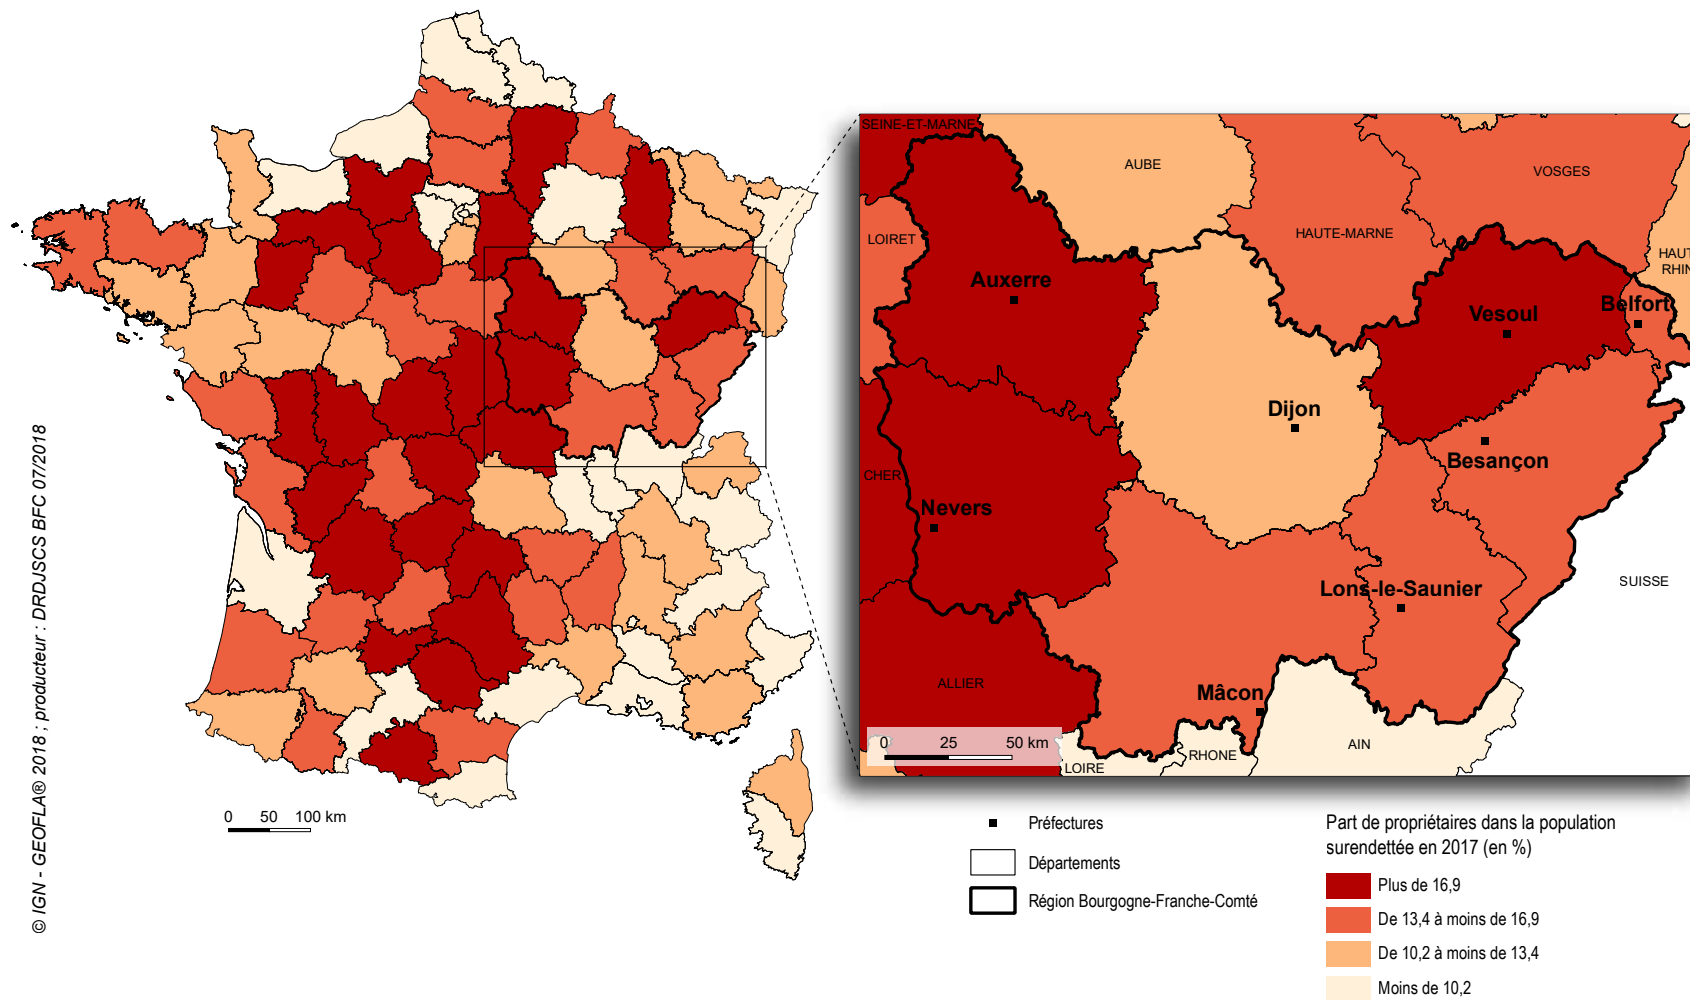 © IGN - GEOFLA® 2018 ; producteur : DRDJSCS BFC 07/2018
0 50 100 km
SEINE-ET-MARNE
AUBE
VOSGES
LOIRET
HAUTE-MARNE
HAUT
RHIN
Auxerre
Belfort
Vesoul
Dijon
Besançon
CHER
Nevers
SUISSE
Lons-le-Saunier
ALLIER
Mâcon
0 25 50 km
AIN
RHONE
LOIRE
Préfectures
Départements
Région Bourgogne-Franche-Comté
Part de propriétaires dans la population
surendettée en 2017 (en %)
Plus de 16,9
De 13,4 à moins de 16,9
De 10,2 à moins de 13,4
Moins de 10,2